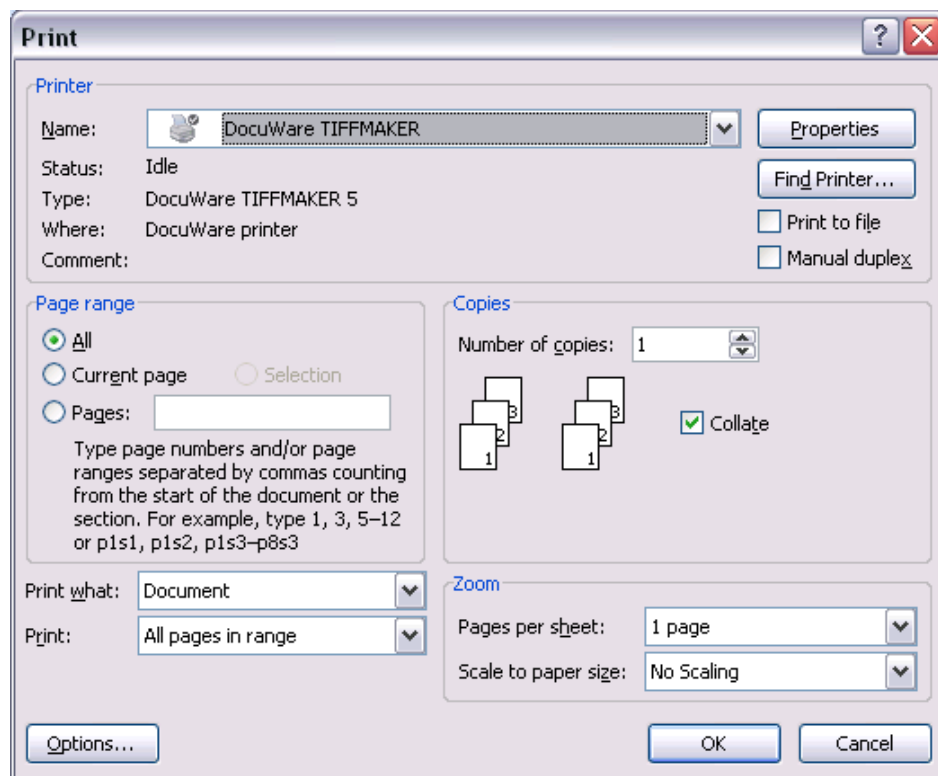 Print
Printer
Name: DocuWare TIFFMAKER
Properties
Status: Idle
Find Printer...
Type: DocuWare TIFFMAKER 5
Where: DocuWare printer
Print to file
Comment:
Manual duplex
Page range
All
Current page Selection
Pages:
Type page numbers and/or page
ranges separated by commas counting
from the start of the document or the
section. For example, type 1, 3, 5–12
or p1s1, p1s2, p1s3–p8s3
Copies
Number of copies: 1
3 3
2 2
1 1
Collate
Print what: Document
Print: All pages in range
Zoom
Pages per sheet: 1 page
Scale to paper size: No Scaling
Options...
OK
Cancel